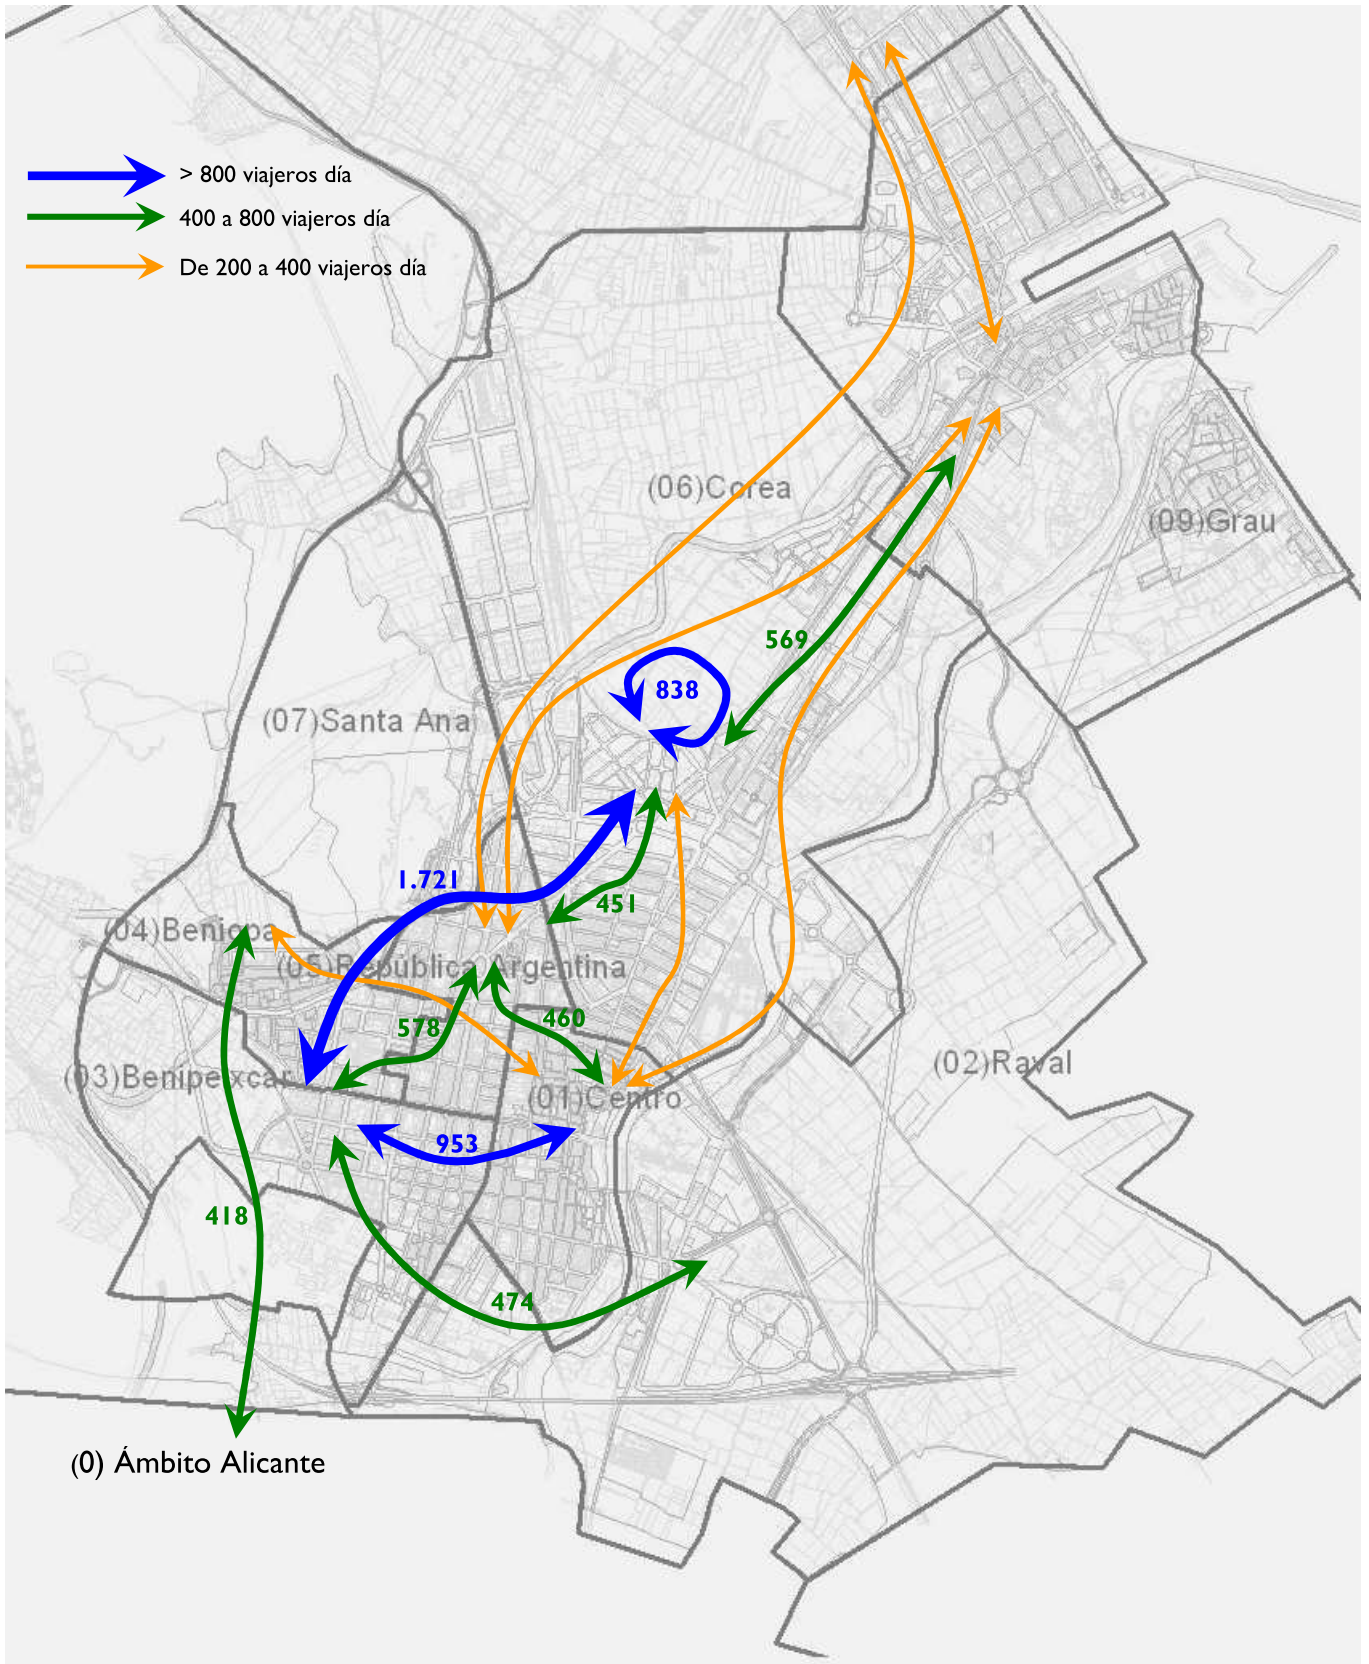 > 800 viajeros día
400 a 800 viajeros día
De 200 a 400 viajeros día
(06)Corea
(09)Grau
569
838
(07)Santa Ana
1.721
451
(04)Beniopa
(05)República Argentina
578
460
(03)Benipeixcar
(02)Raval
(01)Centro
953
418
474
(0) Ámbito Alicante